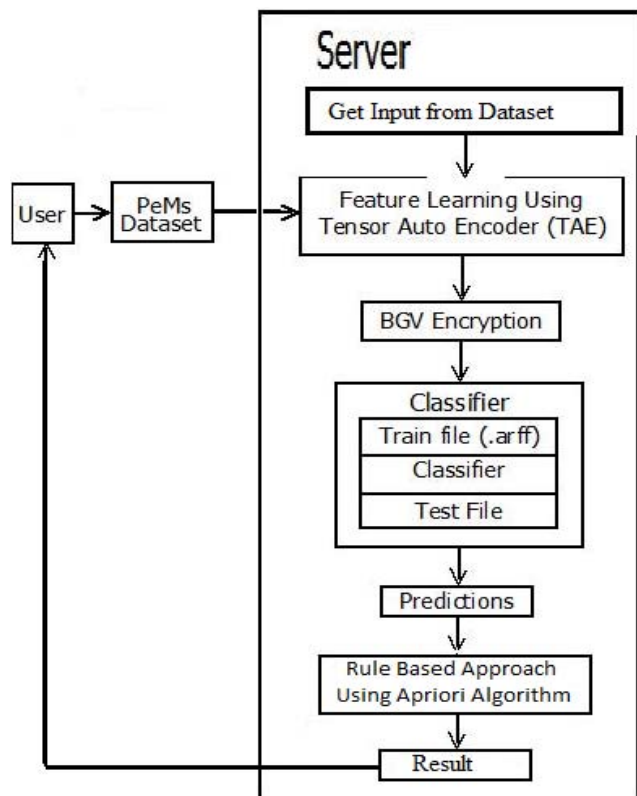 Server
Get Input from Dataset
User
PeMs
Dataset
Feature Learning Using
Tensor Auto Encoder (TAE)
BGV Encryption
Classifier
Train file (.arff)
Classifier
Test File
Predictions
Rule Based Approach
Using Apriori Algorithm
Result